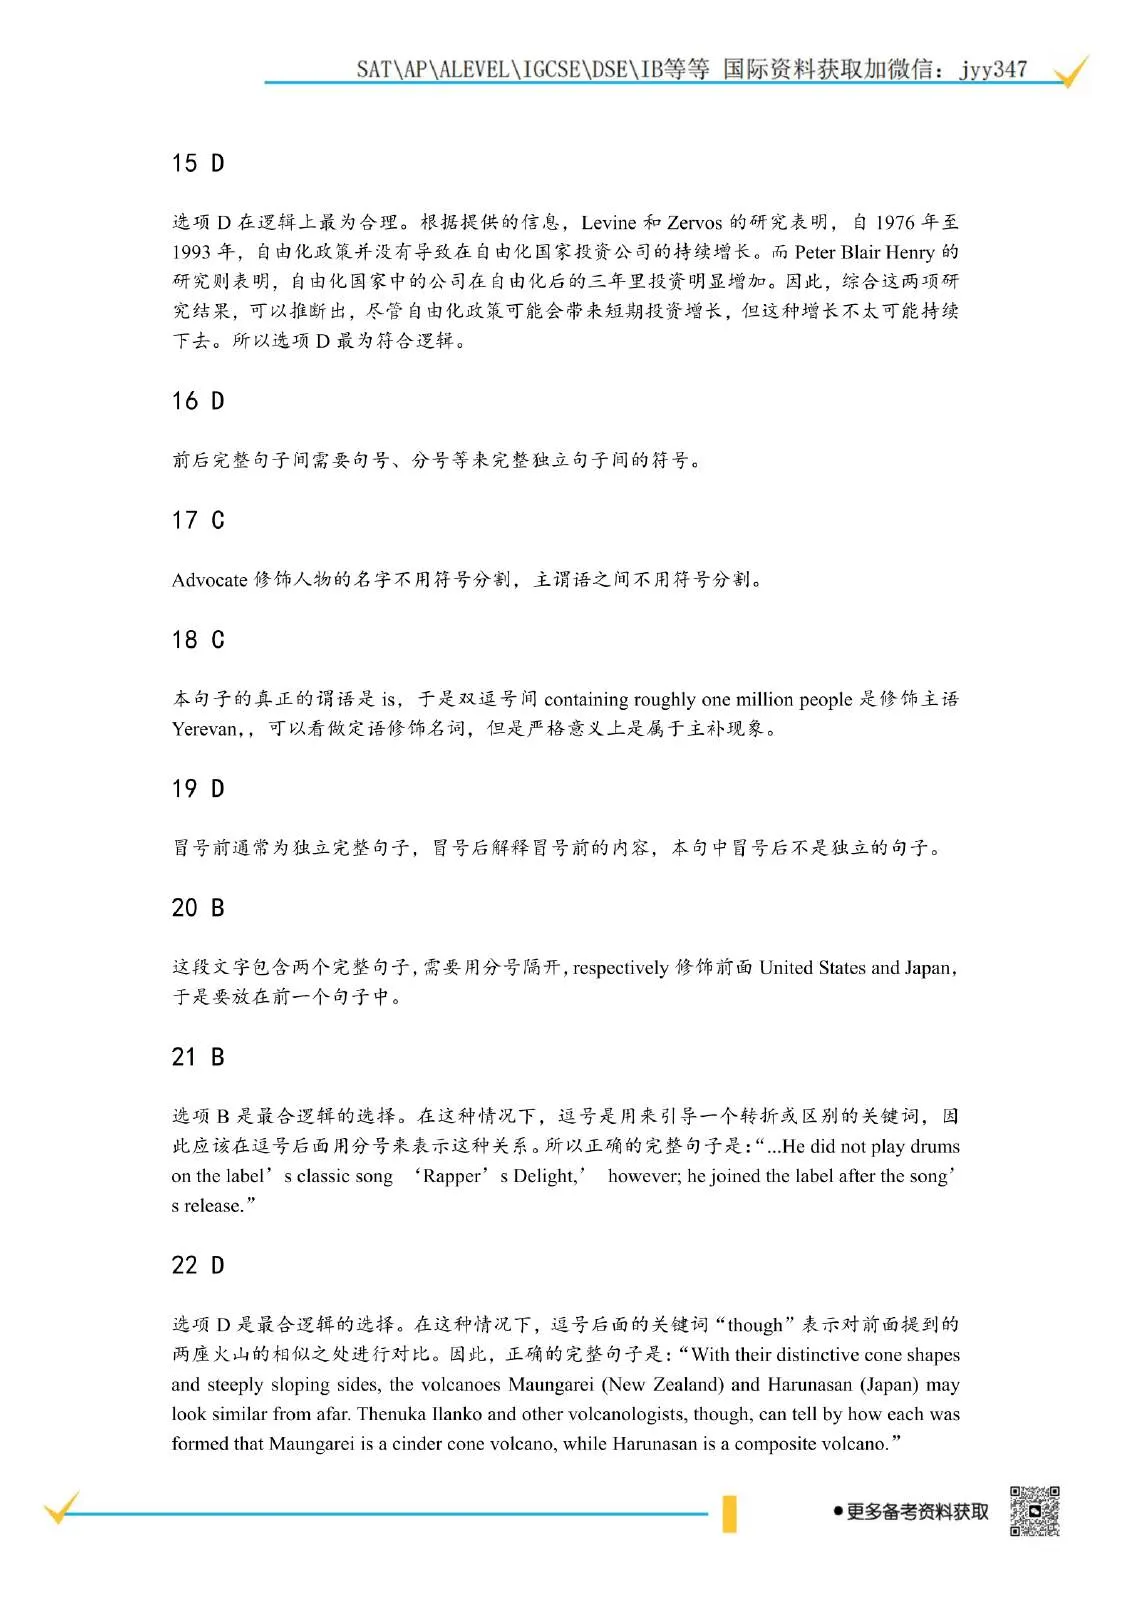 SAT\AP\ALEVEL\IGCSE\DSE\IB等等 国际资料获取加微信：jyy347
15 D
选项 D 在逻辑上最为合理。根据提供的信息，Levine 和 Zervos 的研究表明，自 1976 年至
1993 年，自由化政策并没有导致在自由化国家投资公司的持续增长。而 Peter Blair Henry 的
研究则表明，自由化国家中的公司在自由化后的三年里投资明显增加。因此，综合这两项研
究结果，可以推断出，尽管自由化政策可能会带来短期投资增长，但这种增长不太可能持续
下去。所以选项 D 最为符合逻辑。
16 D
前后完整句子间需要句号、分号等来完整独立句子间的符号。
17 C
Advocate 修饰人物的名字不用符号分割，主谓语之间不用符号分割。
18 C
本句子的真正的谓语是 is，于是双逗号间 containing roughly one million people 是修饰主语
Yerevan，，可以看做定语修饰名词，但是严格意义上是属于主补现象。
19 D
冒号前通常为独立完整句子，冒号后解释冒号前的内容，本句中冒号后不是独立的句子。
20 B
这段文字包含两个完整句子，需要用分号隔开，respectively 修饰前面 United States and Japan，
于是要放在前一个句子中。
21 B
选项 B 是最合逻辑的选择。在这种情况下，逗号是用来引导一个转折或区别的关键词，因
此应该在逗号后面用分号来表示这种关系。所以正确的完整句子是：“...He did not play drums
on the label’s classic song ‘Rapper’s Delight,’ however; he joined the label after the song’
s release.”
22 D
选项 D 是最合逻辑的选择。在这种情况下，逗号后面的关键词“though”表示对前面提到的
两座火山的相似之处进行对比。因此，正确的完整句子是：“With their distinctive cone shapes
and steeply sloping sides, the volcanoes Maungarei (New Zealand) and Harunasan (Japan) may
look similar from afar. Thenuka Ilanko and other volcanologists, though, can tell by how each was
formed that Maungarei is a cinder cone volcano, while Harunasan is a composite volcano.”
●更多备考资料获取